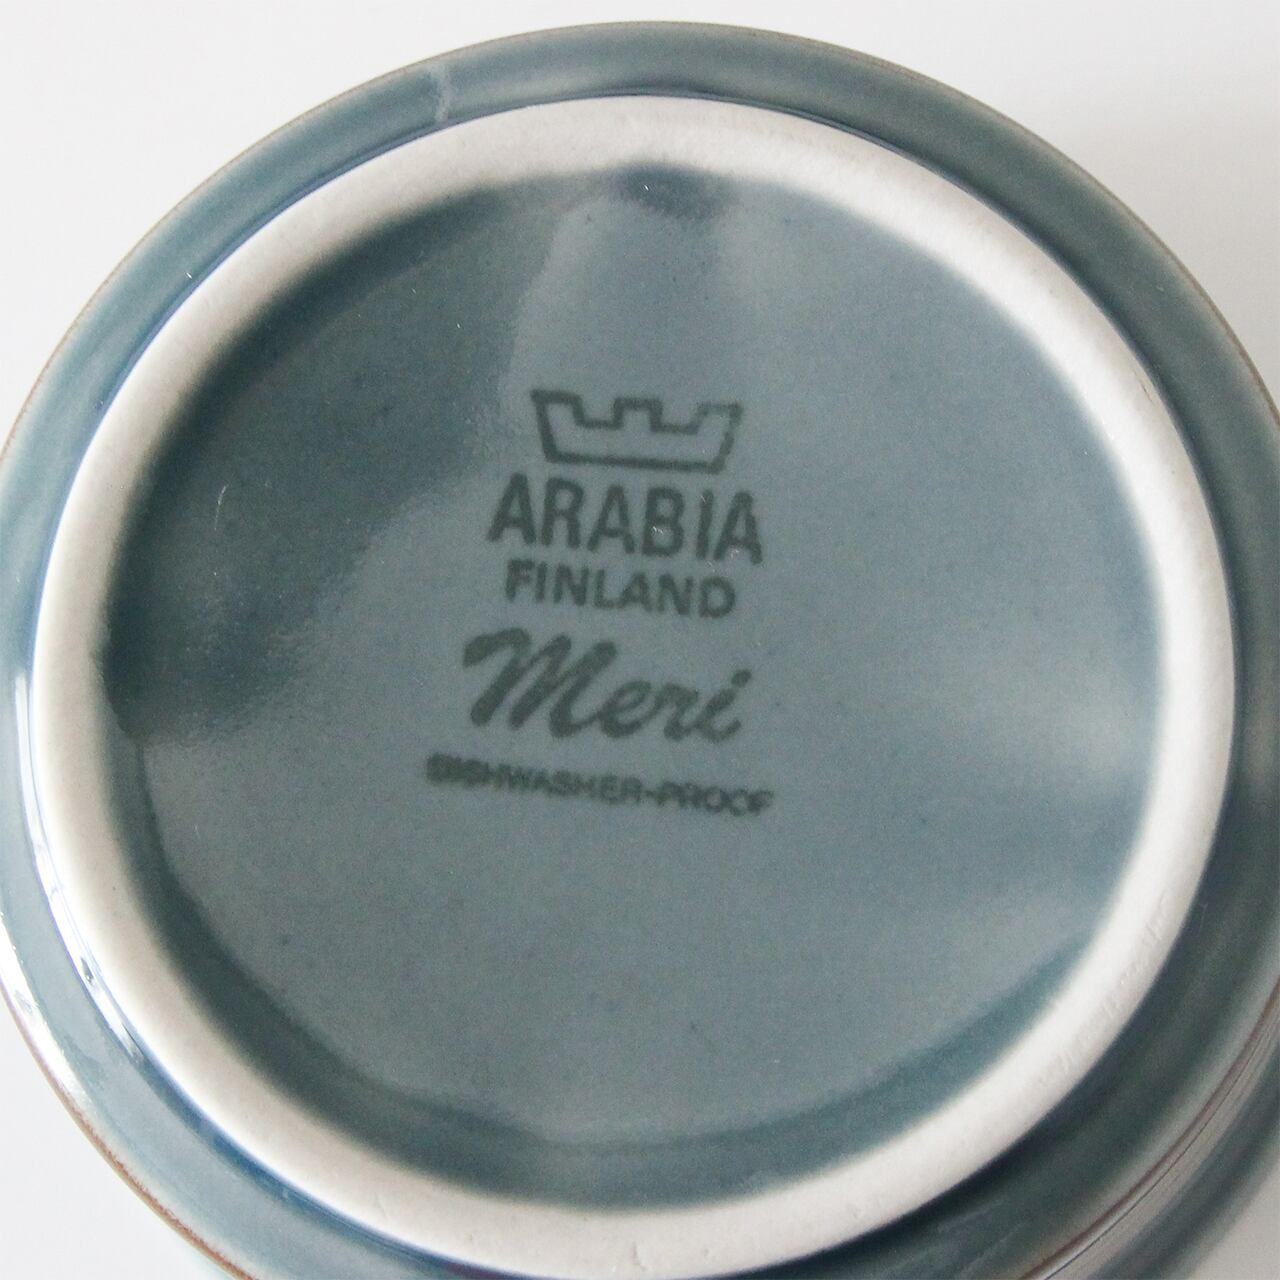 ARABIA
FINLAND
Meri
DISHWASHER-PROOF